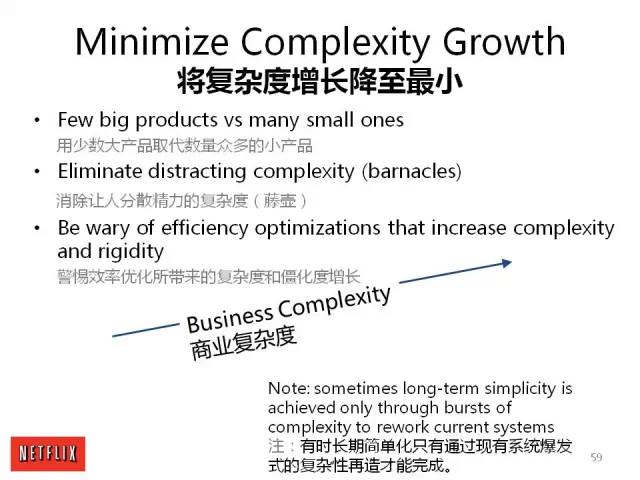 Minimize Complexity Growth
将复杂度增长降至最小
• Few big products vs many small ones
用少数大产品取代数量众多的小产品
• Eliminate distracting complexity (barnacles)
消除让人分散精力的复杂度（藤壶）
• Be wary of efficiency optimizations that increase complexity
and rigidity
警惕效率优化所带来的复杂度和僵化度增长
Business Complexity
商业复杂度
Note: sometimes long-term simplicity is
achieved only through bursts of
complexity to rework current systems
注：有时长期简单化只有通过现有系统爆发
式的复杂性再造才能完成。
NETFLIX
59